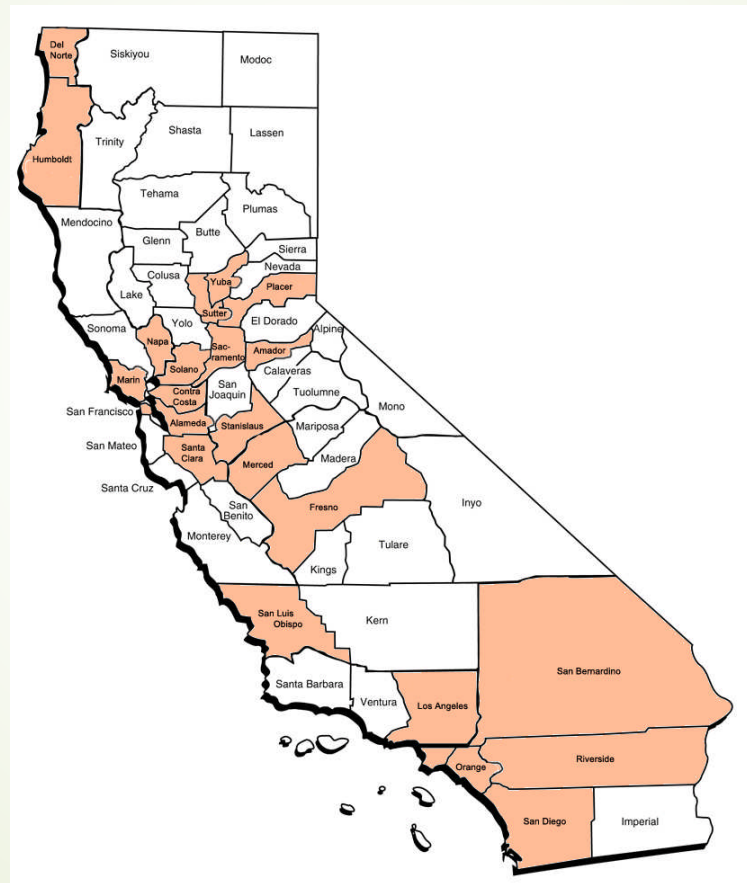 Del
Norte
Siskiyou
Modoc
Humboldt
Trinity
Shasta
Lassen
Tehama
Plumas
Mendocino
Glenn
Butte
Sierra
Nevada
Colusa
Yuba
Placer
Lake
Sutter
Sonoma
Yolo
El Dorado
Alpine
Napa
Sac-
ramento
Amador
Solano
Marin
Calaveras
Contra
Costa
San
Joaquin
Tuolumne
Mono
San Francisco
Alameda
Stanislaus
Mariposa
San Mateo
Santa
Clara
Merced
Madera
Santa Cruz
San
Benito
Fresno
Inyo
Monterey
Kings
Tulare
San Luis
Obispo
Kern
San Bernardino
Santa Barbara
Ventura
Los Angeles
Orange
Riverside
San Diego
Imperial